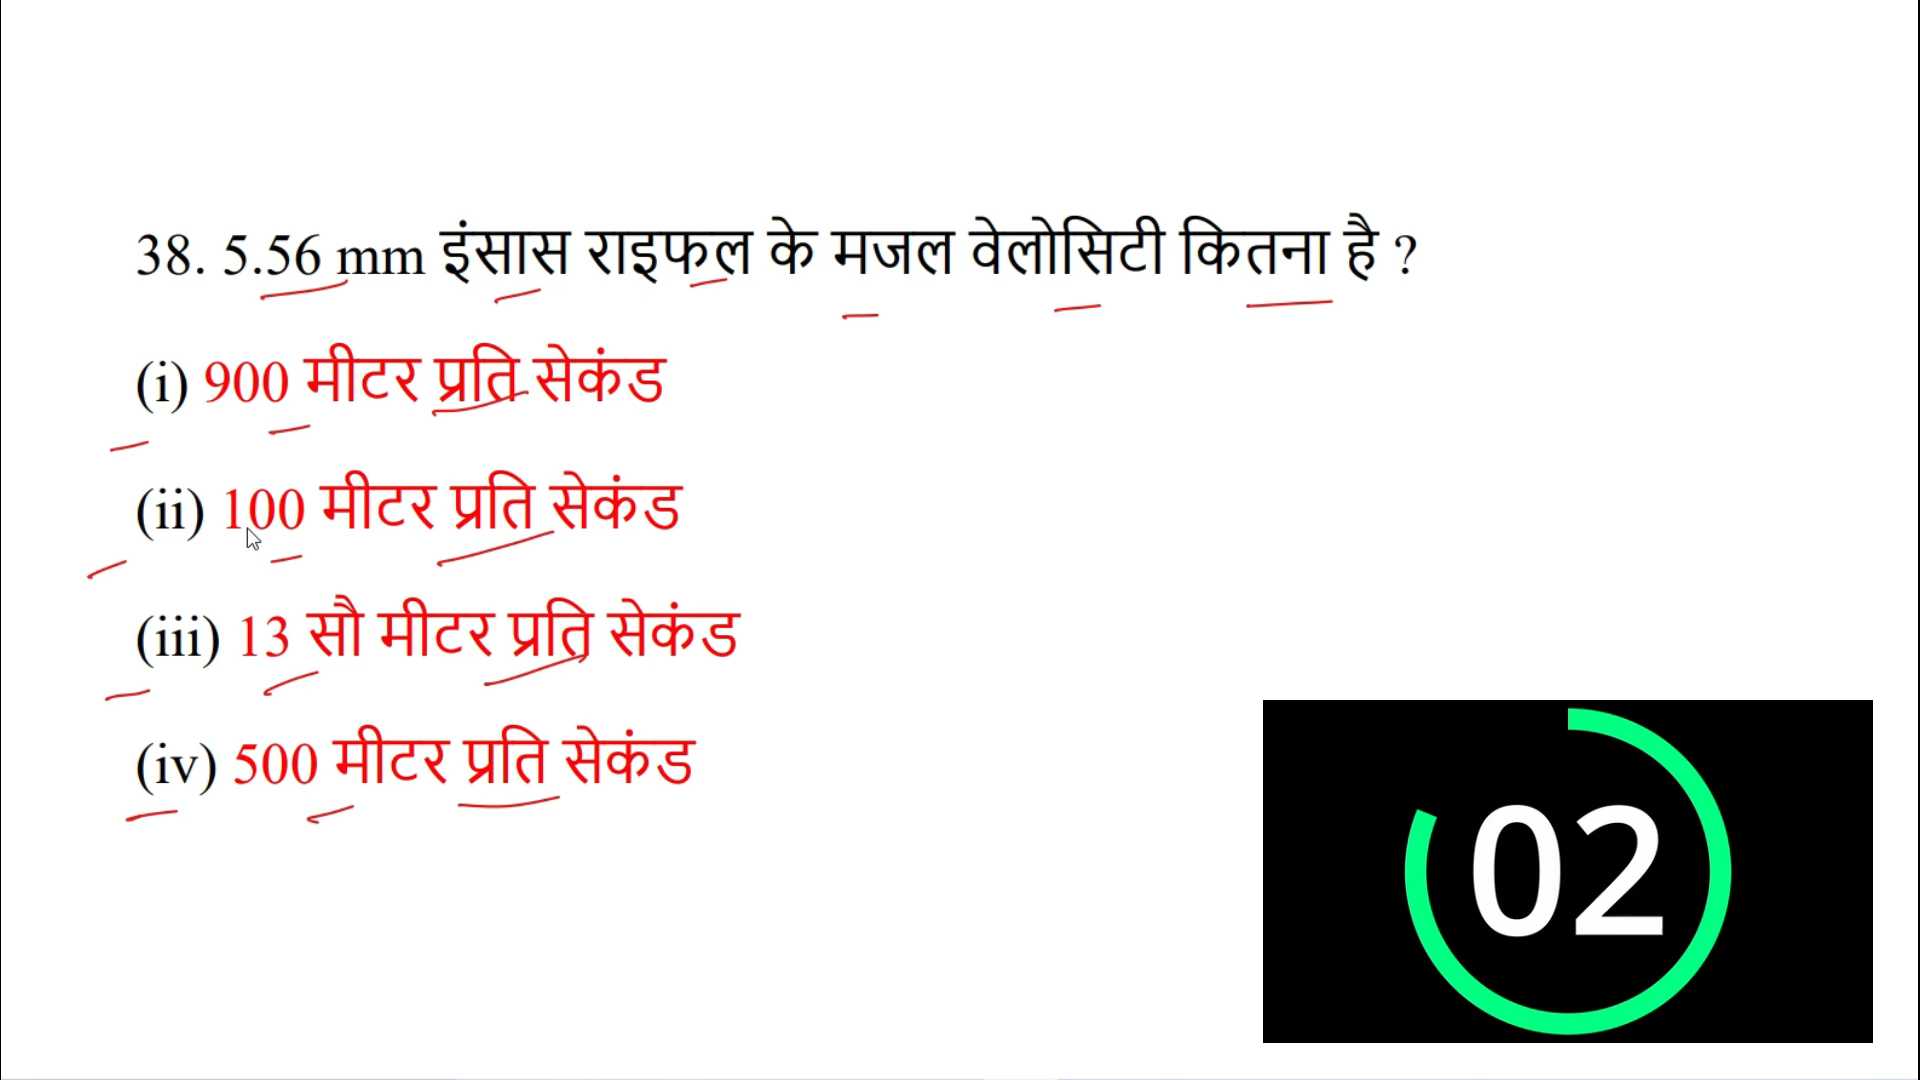 38. 5.56 mm इंसास राइफल के मजल वेलोसिटी कितना है ?
(i) 900 मीटर प्रति सेकंड
(ii) 100 मीटर प्रति सेकंड
(iii) 13 सौ मीटर प्रति सेकंड
(iv) 500 मीटर प्रति सेकंड
02